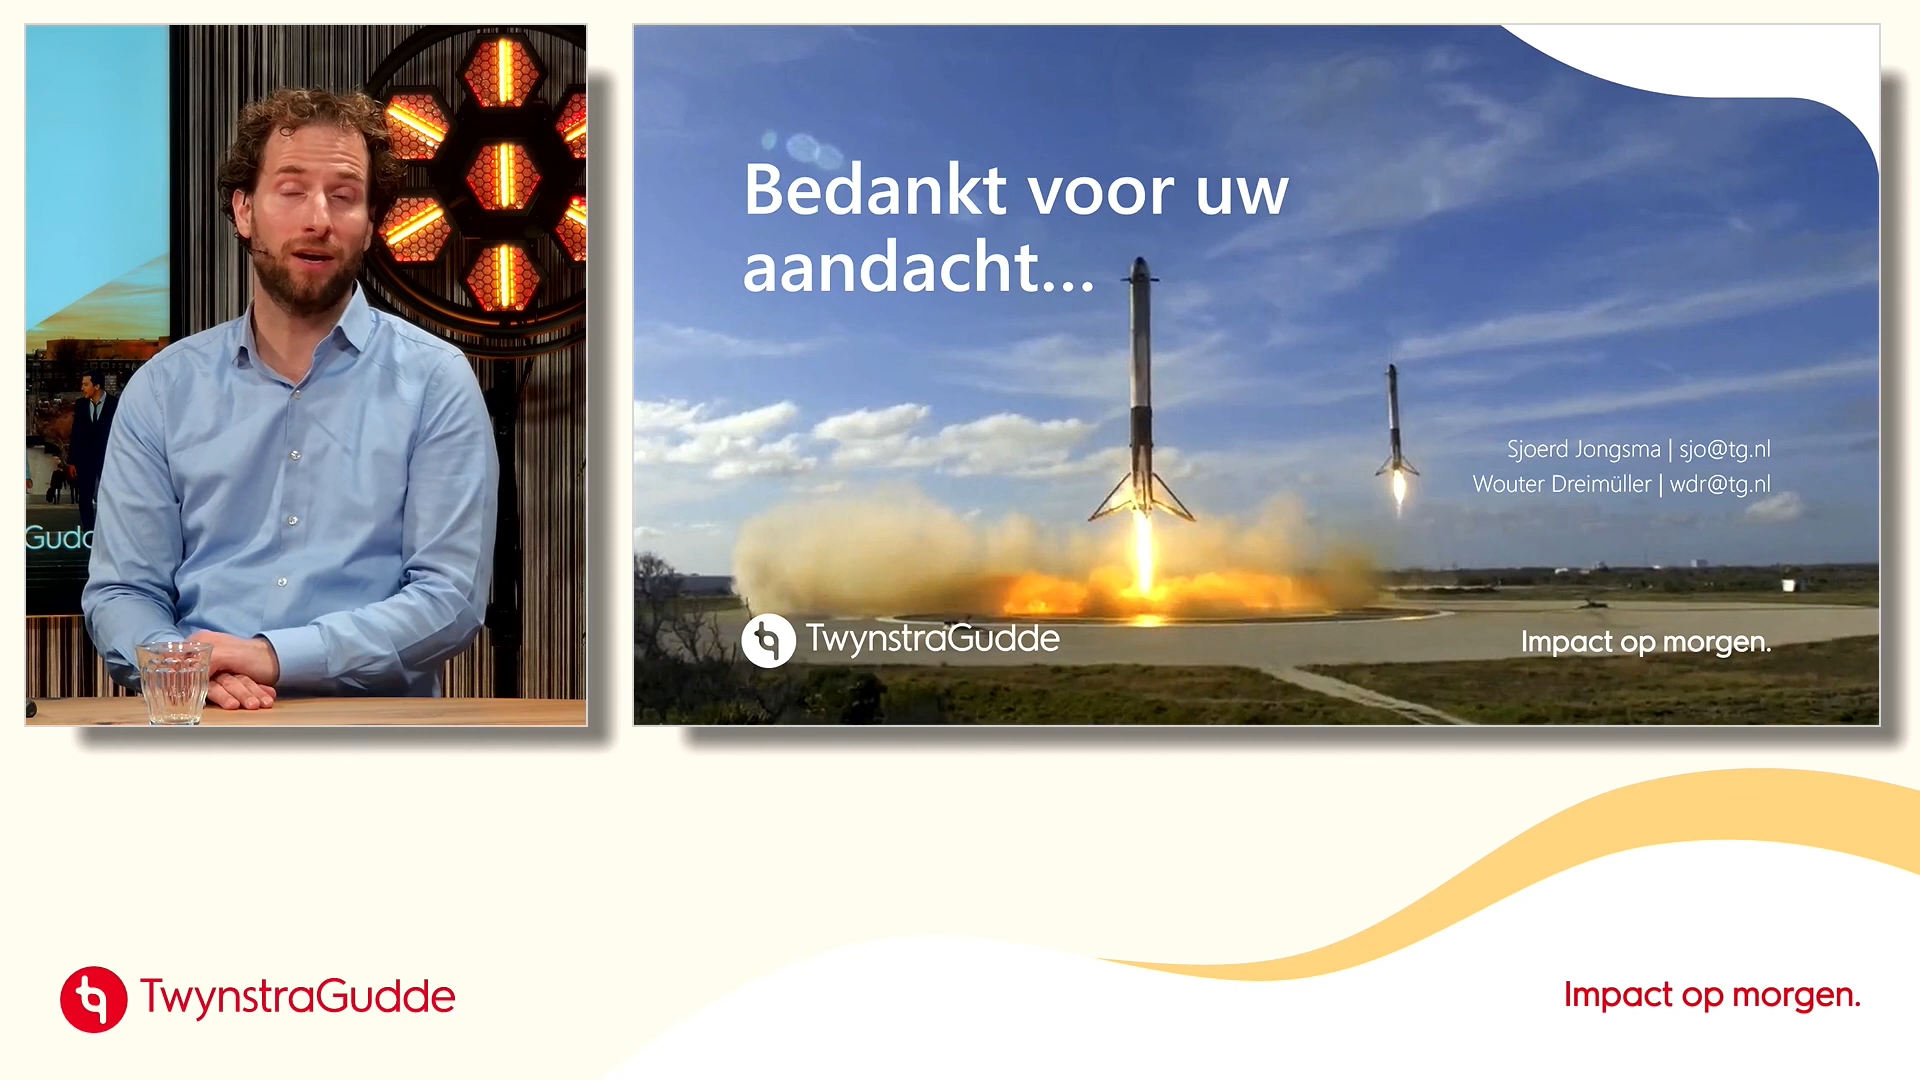 Bedankt voor uw
aandacht...
Sjoerd Jongsma | sjo@tg.nl
Wouter Dreimüller | wdr@tg.nl
TwynstraGudde
Impact op morgen.
TwynstraGudde
Impact op morgen.